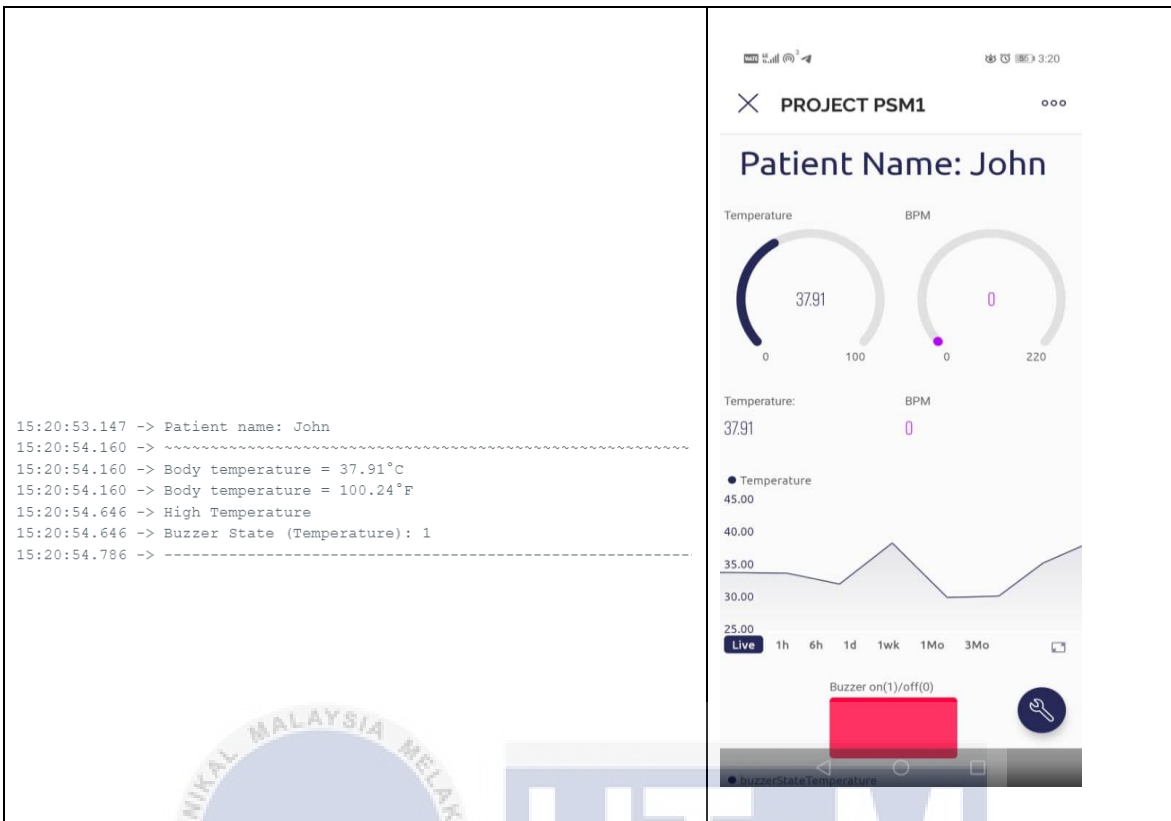 15:20:53.147 -> Patient name: John
15:20:54.160 -> ~~~~~~~~~~~~~~~~~~~~~~~~~~~~~~~~~~~~~~~~~~~~~~~~~~~~~~~~~
15:20:54.160 -> Body temperature = 37.91°C
15:20:54.160 -> Body temperature = 100.24°F
15:20:54.646 -> High Temperature
15:20:54.646 -> Buzzer State (Temperature): 1
15:20:54.786 -> ---------------------------------------------------------
3:20
PROJECT PSM1
Patient Name: John
Temperature BPM
37.91 0
0 100 0 220
Temperature: BPM
37.91 0
Temperature
45.00
40.00
35.00
30.00
25.00
Live 1h 6h 1d 1wk 1Mo 3Mo
Buzzer on(1)/off(0)
buzzerStateTemperature
MALAYSIA